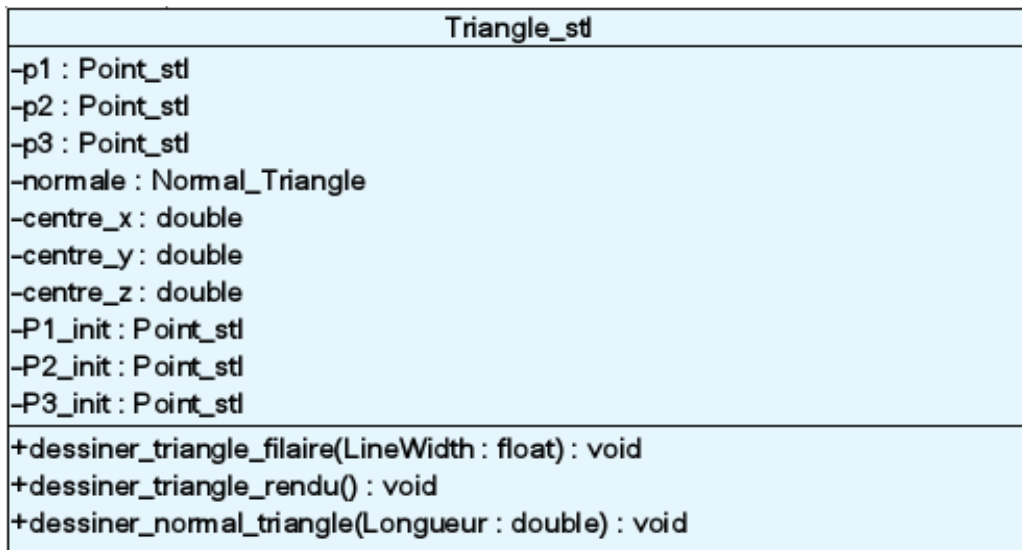 Triangle_stl
-p1 : Point_stl
-p2 : Point_stl
-p3 : Point_stl
-normale : Normal_Triangle
-centre_x : double
-centre_y : double
-centre_z : double
-P1_init : Point_stl
-P2_init : Point_stl
-P3_init : Point_stl
+dessiner_triangle_filaire(LineWidth : float) : void
+dessiner_triangle_rendu() : void
+dessiner_normal_triangle(Longueur : double) : void